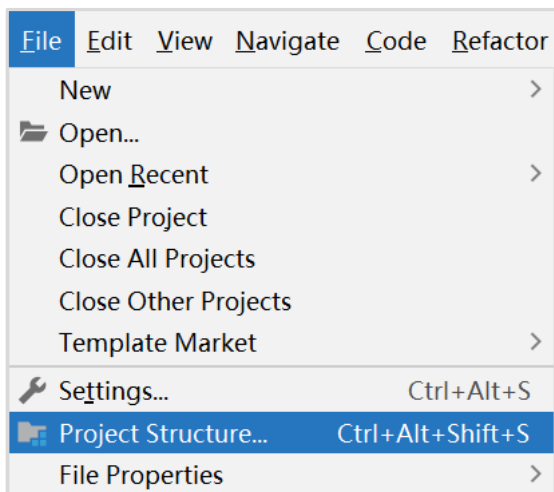 File Edit View Navigate Code Refactor
New
Open...
Open Recent
Close Project
Close All Projects
Close Other Projects
Template Market
Settings... Ctrl+Alt+S
Project Structure... Ctrl+Alt+Shift+S
File Properties